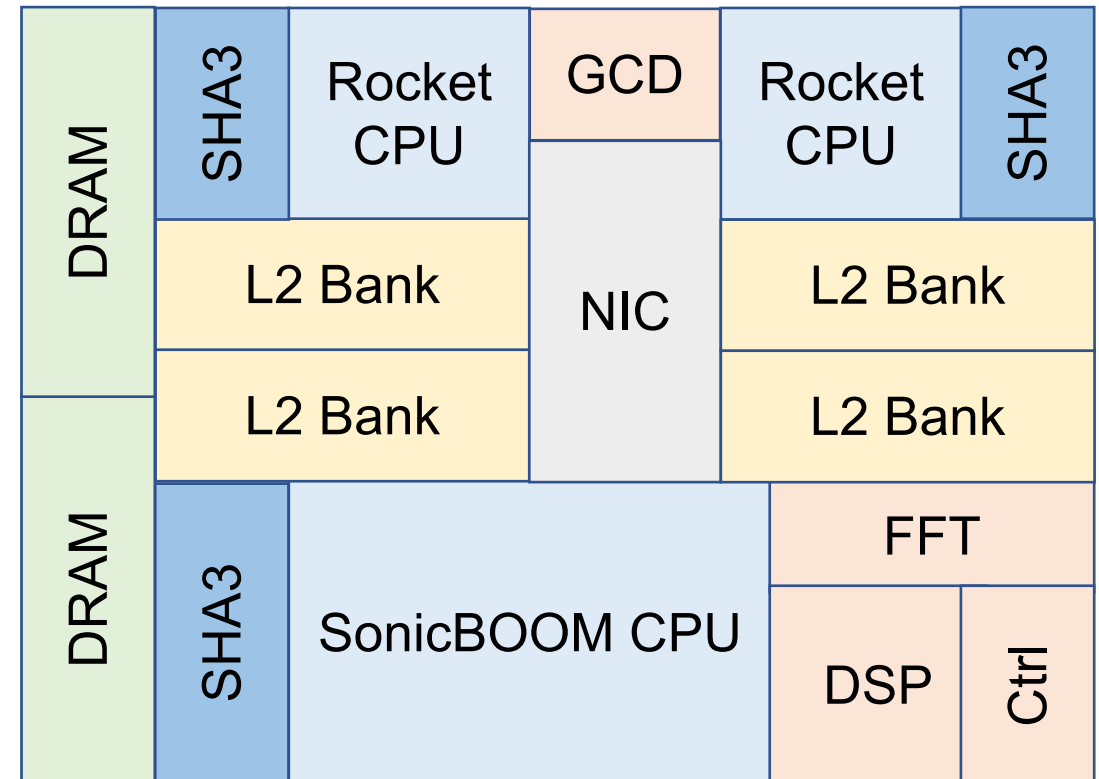 DRAM
SHA3
Rocket
CPU
GCD
Rocket
CPU
SHA3
L2 Bank
NIC
L2 Bank
L2 Bank
L2 Bank
DRAM
SHA3
SonicBOOM CPU
FFT
DSP
Ctrl